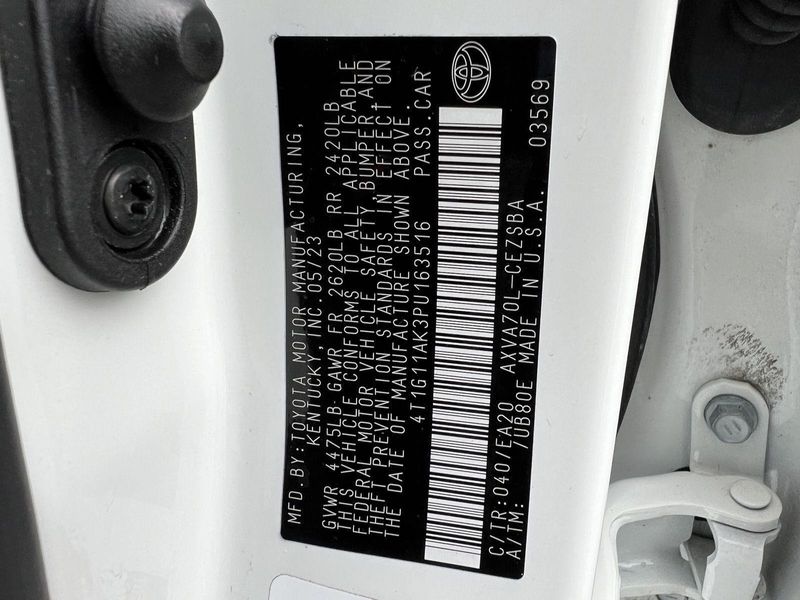 MFD.BY:TOYOTA MOTOR MANUFACTURING,
KENTUCKY, INC.05/23
GVWR 4475LB GAWR FR 2620LB RR 2420LB
THIS VEHICLE CONFORMS TO ALL APPLICABLE
FEDERAL MOTOR VEHICLE SAFETY, BUMPER, AND
THEFT PREVENTION STANDARDS IN EFFECT ON
THE DATE OF MANUFACTURE SHOWN ABOVE.
4T1G11AK3PU163516 PASS.CAR
C/TR:040/EA20 AXVA70L-CEZSBA 03569
A/TM: /UB80E MADE IN U.S.A.